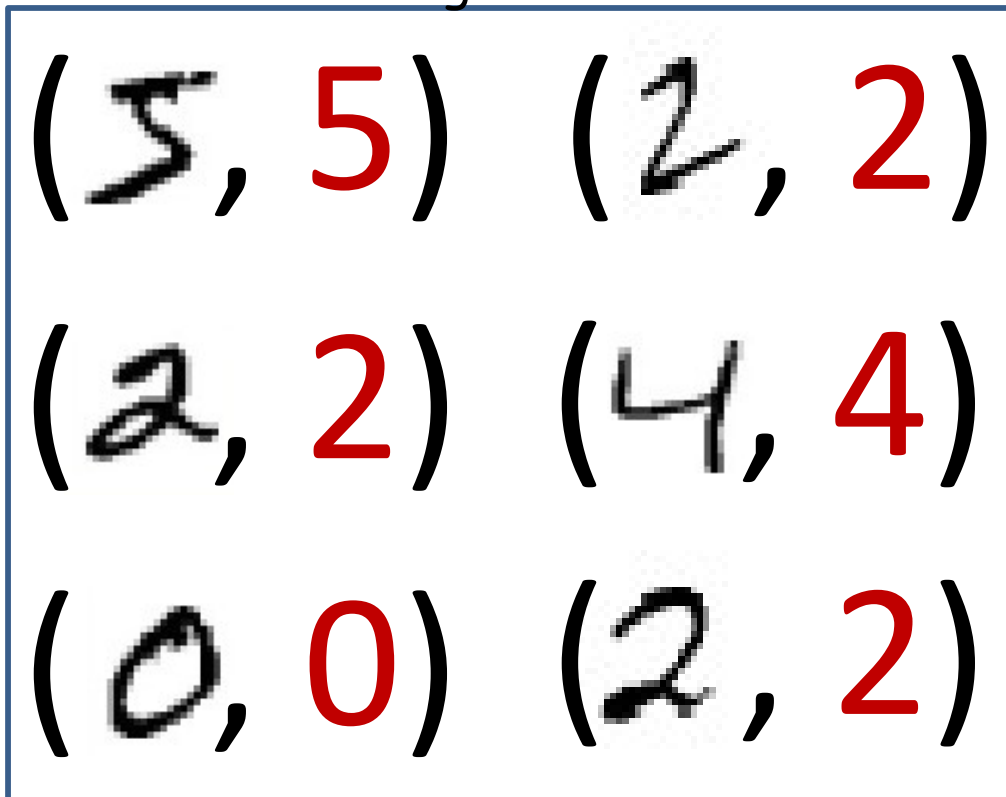 (5, 5) (2, 2)
(2, 2) (4, 4)
(0, 0) (2, 2)